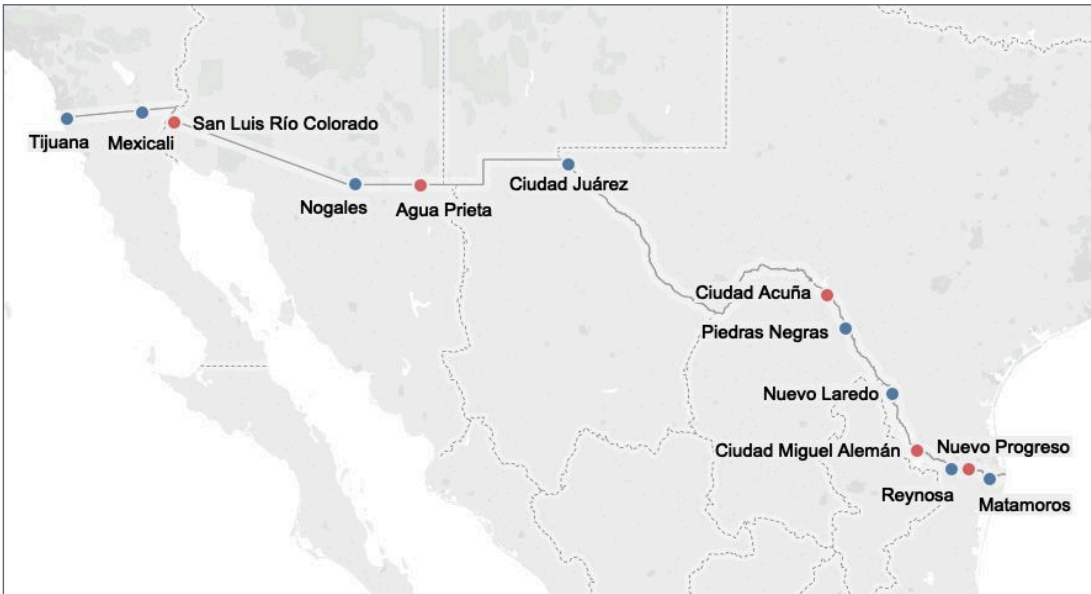 San Luis Río Colorado
Tijuana
Mexicali
Nogales
Agua Prieta
Ciudad Juárez
Ciudad Acuña
Piedras Negras
Nuevo Laredo
Ciudad Miguel Alemán
Nuevo Progreso
Reynosa
Matamoros